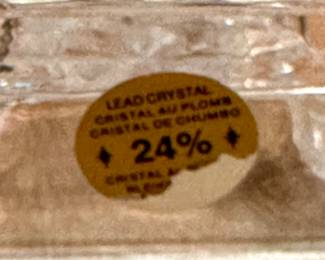 LEAD CRYSTAL
CRISTAL AU PLOMB
CRISTAL DE CHUMBO
24%
CRISTAL